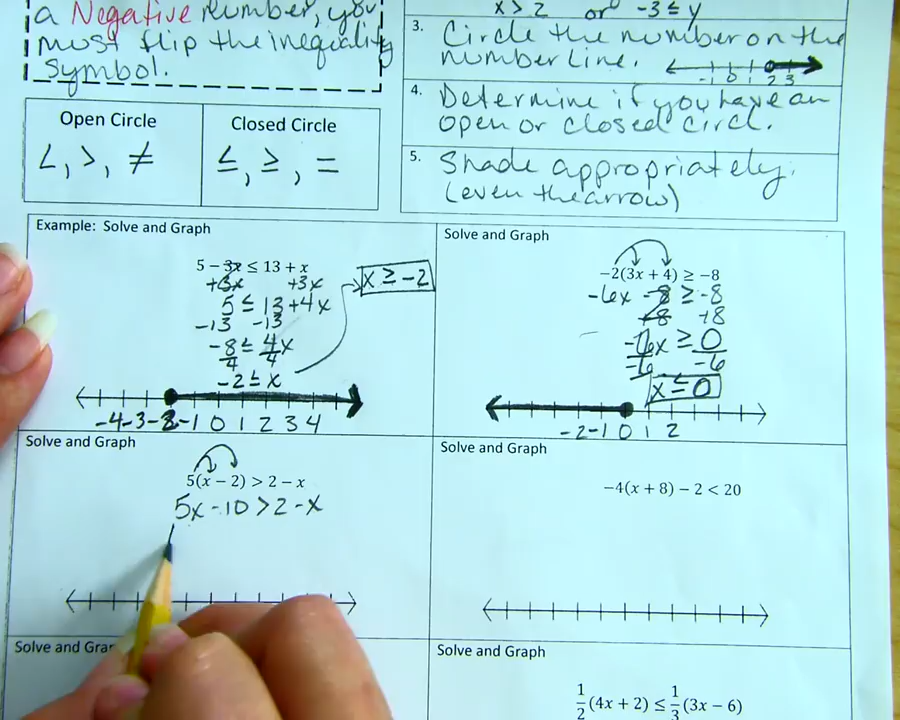 a Negative number, you
must flip the inequality
symbol.
x > 2 or -3 ≤ y
3. Circle the number on the
number line.
-1 0 1 2 3
4. Determine if you have an
open or closed circl.
5. Shade appropriately.
(even the arrow)
Open Circle
<, >, ≠
Closed Circle
≤, ≥, =
Example: Solve and Graph
5 − 3x ≤ 13 + x
+3x +3x
5 ≤ 13 + 4x
-13 -13
-8 ≤ 4x
4 4
-2 ≤ x
x ≥ -2
-4 -3 -2 -1 0 1 2 3 4
Solve and Graph
−2(3x + 4) ≥ −8
-6x -8 ≥ -8
+8 +8
-6x ≥ 0
-6 -6
x ≤ 0
-2 -1 0 1 2
Solve and Graph
5(x − 2) > 2 − x
5x - 10 > 2 - x
Solve and Graph
−4(x + 8) − 2 < 20
Solve and Gra
Solve and Graph
1/2 (4x + 2) ≤ 1/3 (3x − 6)